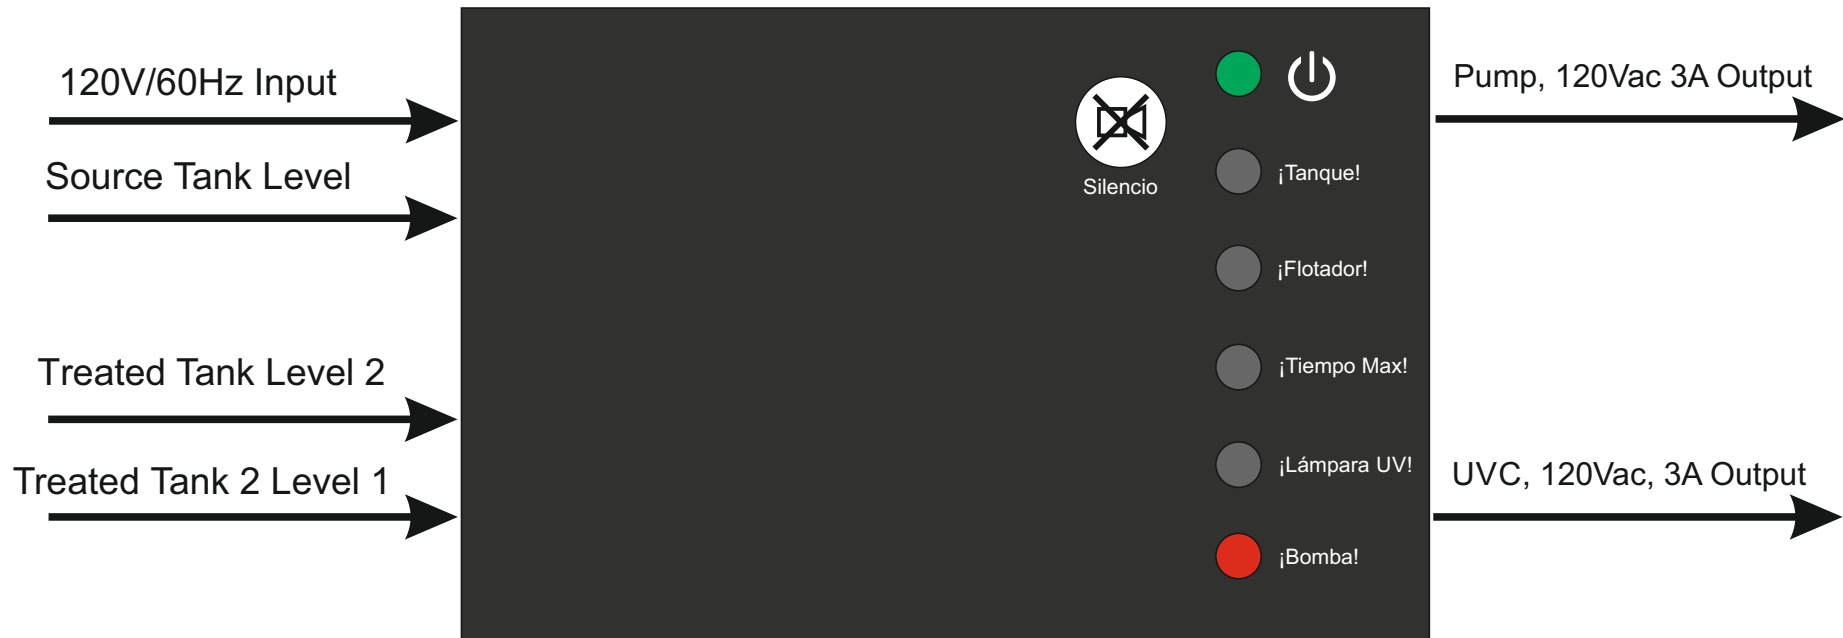 120V/60Hz Input
Source Tank Level
Treated Tank Level 2
Treated Tank 2 Level 1
Silencio
¡Tanque!
¡Flotador!
¡Tiempo Max!
¡Lámpara UV!
¡Bomba!
Pump, 120Vac 3A Output
UVC, 120Vac, 3A Output